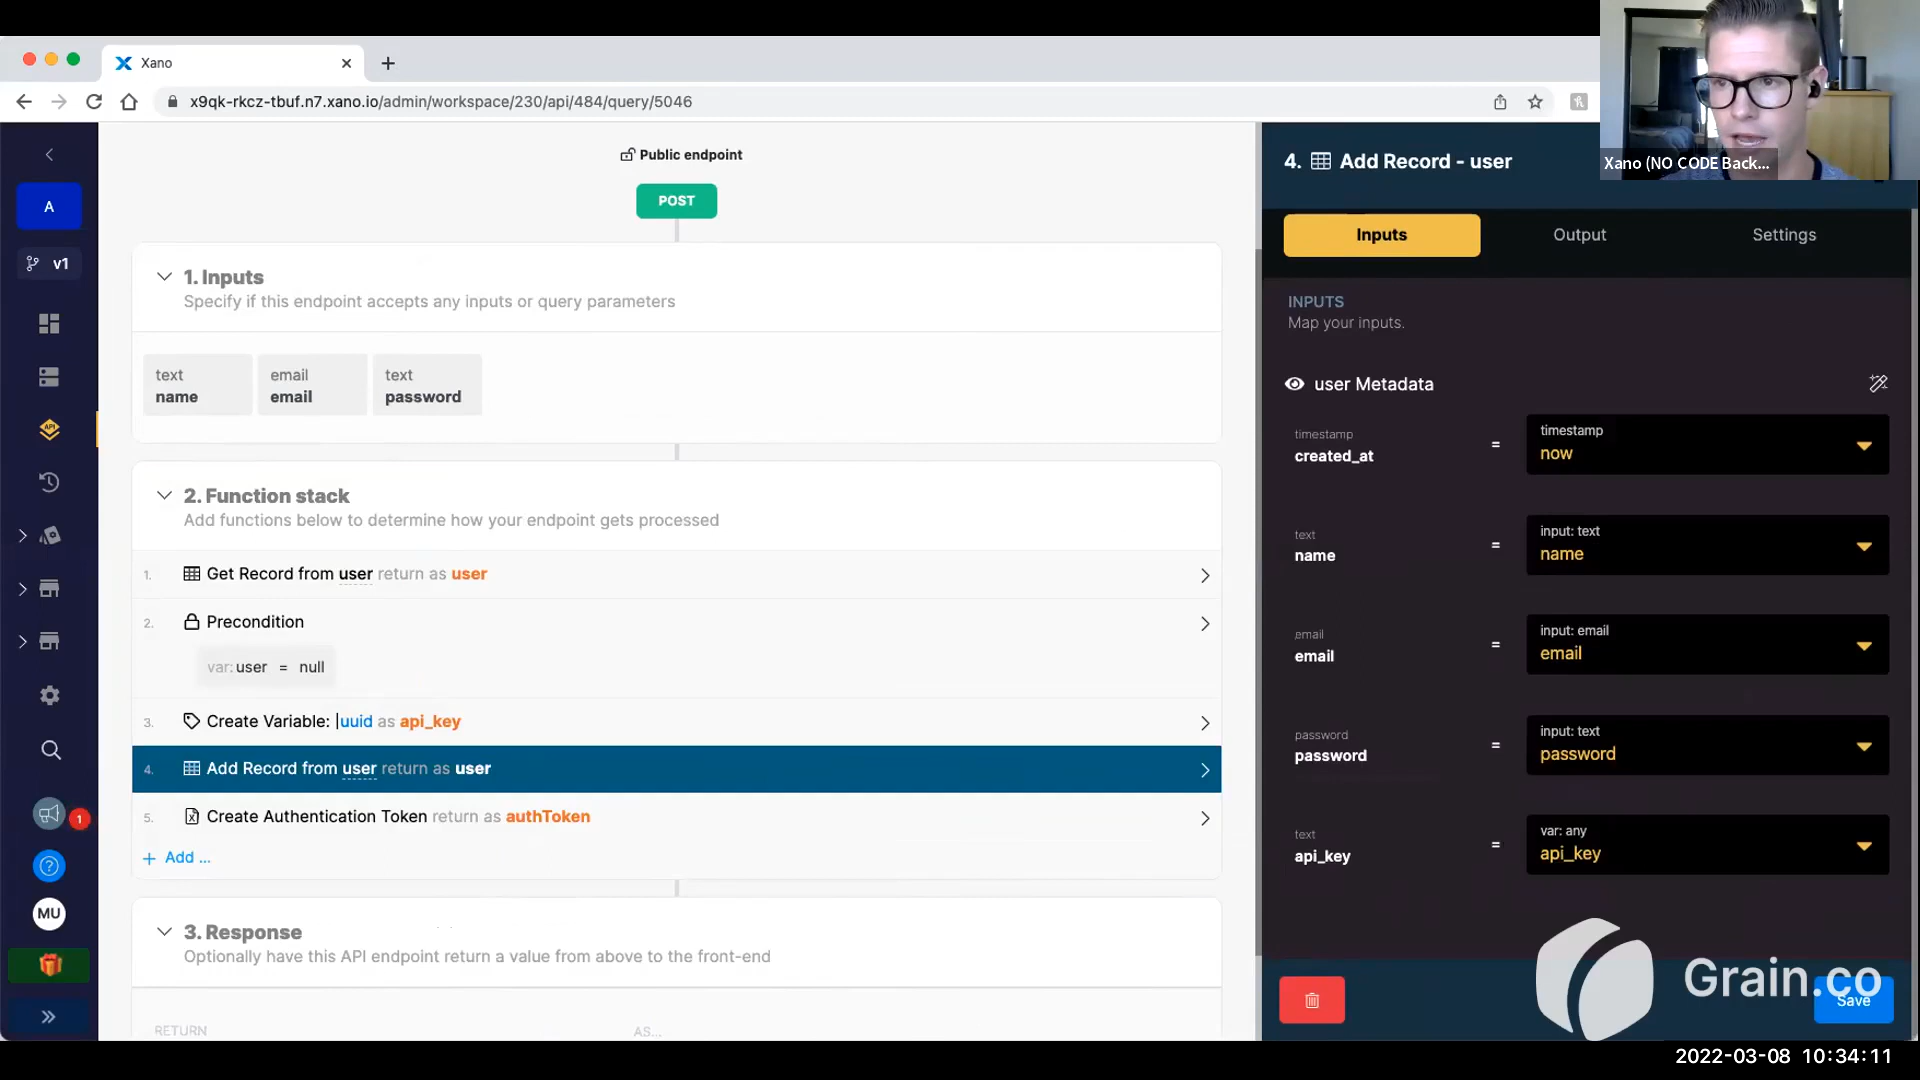 Xano
x9qk-rkcz-tbuf.n7.xano.io/admin/workspace/230/api/484/query/5046
Xano (NO CODE Back...
A
v1
API
1
?
MU
Public endpoint
POST
1. Inputs
Specify if this endpoint accepts any inputs or query parameters
text
name
email
email
text
password
2. Function stack
Add functions below to determine how your endpoint gets processed
1. Get Record from user return as user
2. Precondition
var: user = null
3. Create Variable: |uuid as api_key
4. Add Record from user return as user
5. Create Authentication Token return as authToken
+ Add ...
3. Response
Optionally have this API endpoint return a value from above to the front-end
RETURN
AS...
4. Add Record - user
Inputs
Output
Settings
INPUTS
Map your inputs.
user Metadata
timestamp
created_at
=
timestamp
now
text
name
=
input: text
name
email
email
=
input: email
email
password
password
=
input: text
password
text
api_key
=
var: any
api_key
Grain.co
Save
2022-03-08 10:34:11